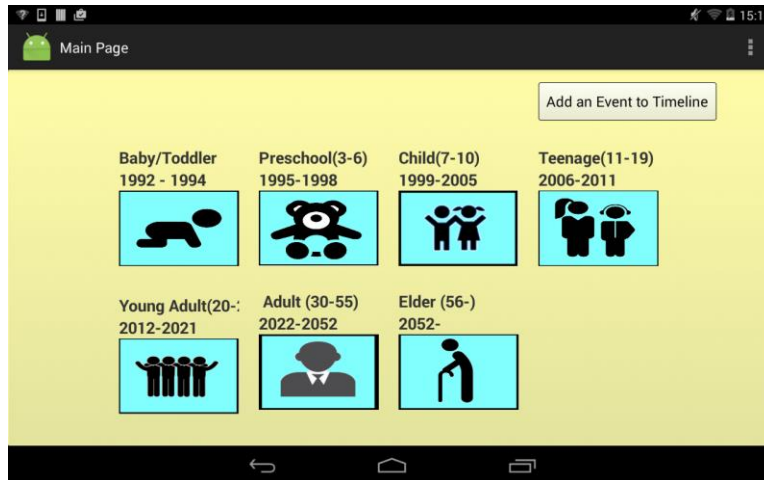 15:1
Main Page
Add an Event to Timeline
Baby/Toddler
1992 - 1994
Preschool(3-6)
1995-1998
Child(7-10)
1999-2005
Teenage(11-19)
2006-2011
Young Adult(20-
2012-2021
Adult (30-55)
2022-2052
Elder (56-)
2052-